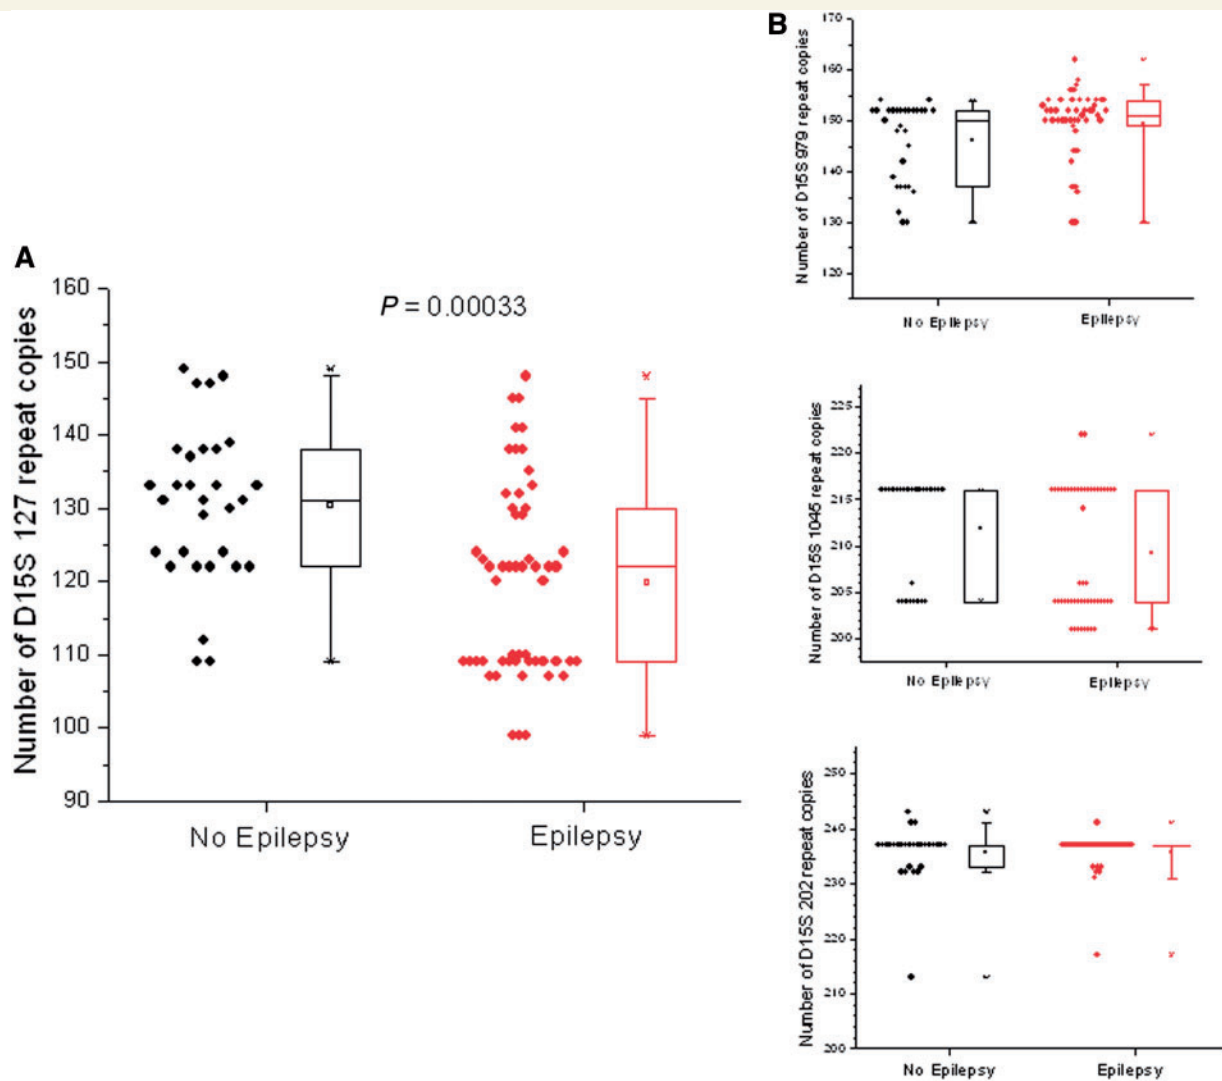 A
Number of D15S 127 repeat copies
160
150
140
130
120
110
100
90
P = 0.00033
No Epilepsy
Epilepsy
B
Number of D15S 979 repeat copies
170
160
150
140
130
120
No Epilepsy
Epilepsy
Number of D15S 1045 repeat copies
225
220
215
210
205
200
No Epilepsy
Epilepsy
Number of D15S 202 repeat copies
250
240
230
220
210
200
No Epilepsy
Epilepsy